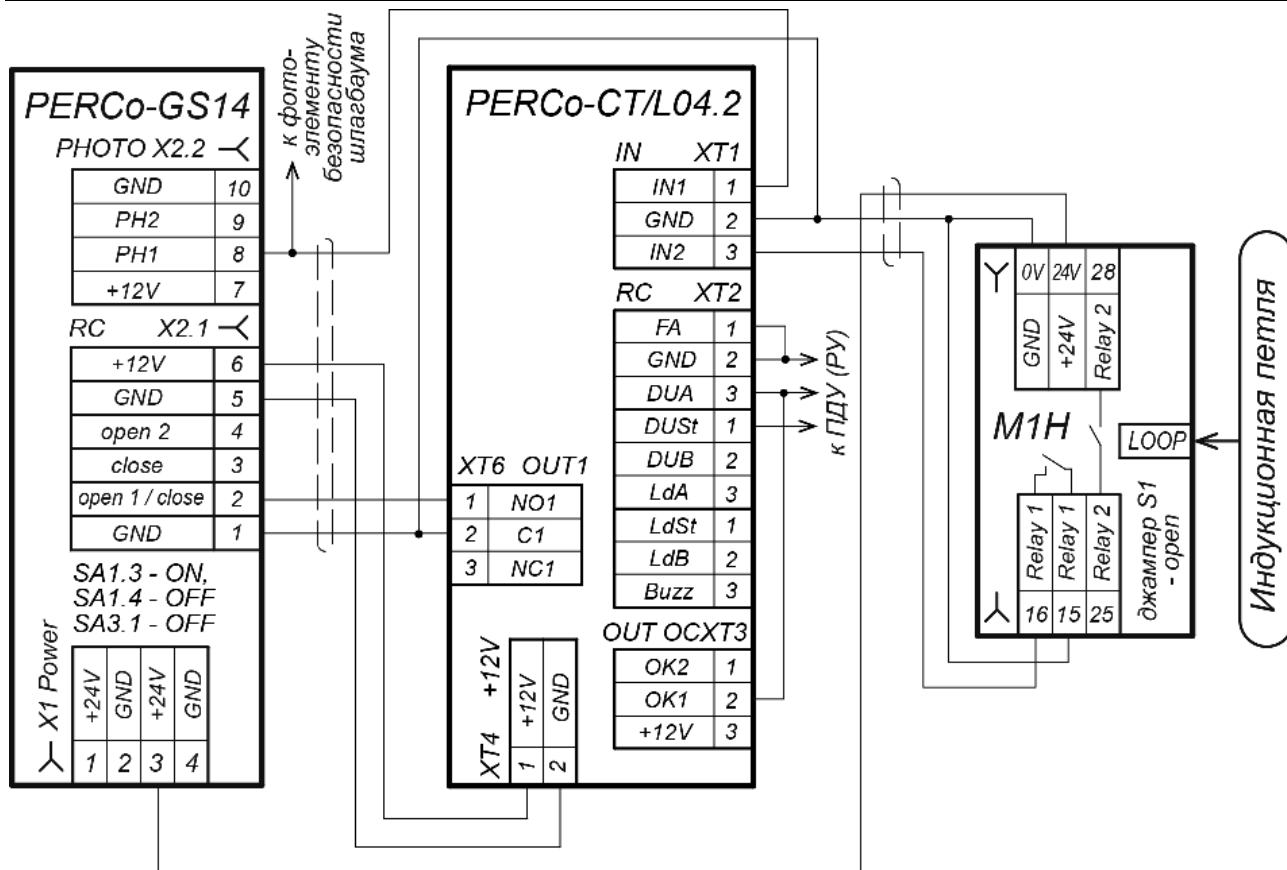 PERCo-GS14
PHOTO X2.2
GND 10
PH2 9
PH1 8
+12V 7
RC X2.1
+12V 6
GND 5
open 2 4
close 3
open 1 / close 2
GND 1
SA1.3 - ON,
SA1.4 - OFF
SA3.1 - OFF
X1 Power
+24V GND +24V GND
1 2 3 4
к фото-
элементу
безопасности
шлагбаума
PERCo-CT/L04.2
IN XT1
IN1 1
GND 2
IN2 3
RC XT2
FA 1
GND 2
DUA 3
DUSt 1
DUB 2
LdA 3
LdSt 1
LdB 2
Buzz 3
OUT OCXT3
OK2 1
OK1 2
+12V 3
XT6 OUT1
1 NO1
2 C1
3 NC1
XT4 +12V
+12V GND
1 2
к ПДУ (РУ)
0V 24V 28
GND +24V Relay 2
M1H
LOOP
Relay 1 Relay 1 Relay 2
16 15 25
джампер S1
- open
Индукционная петля